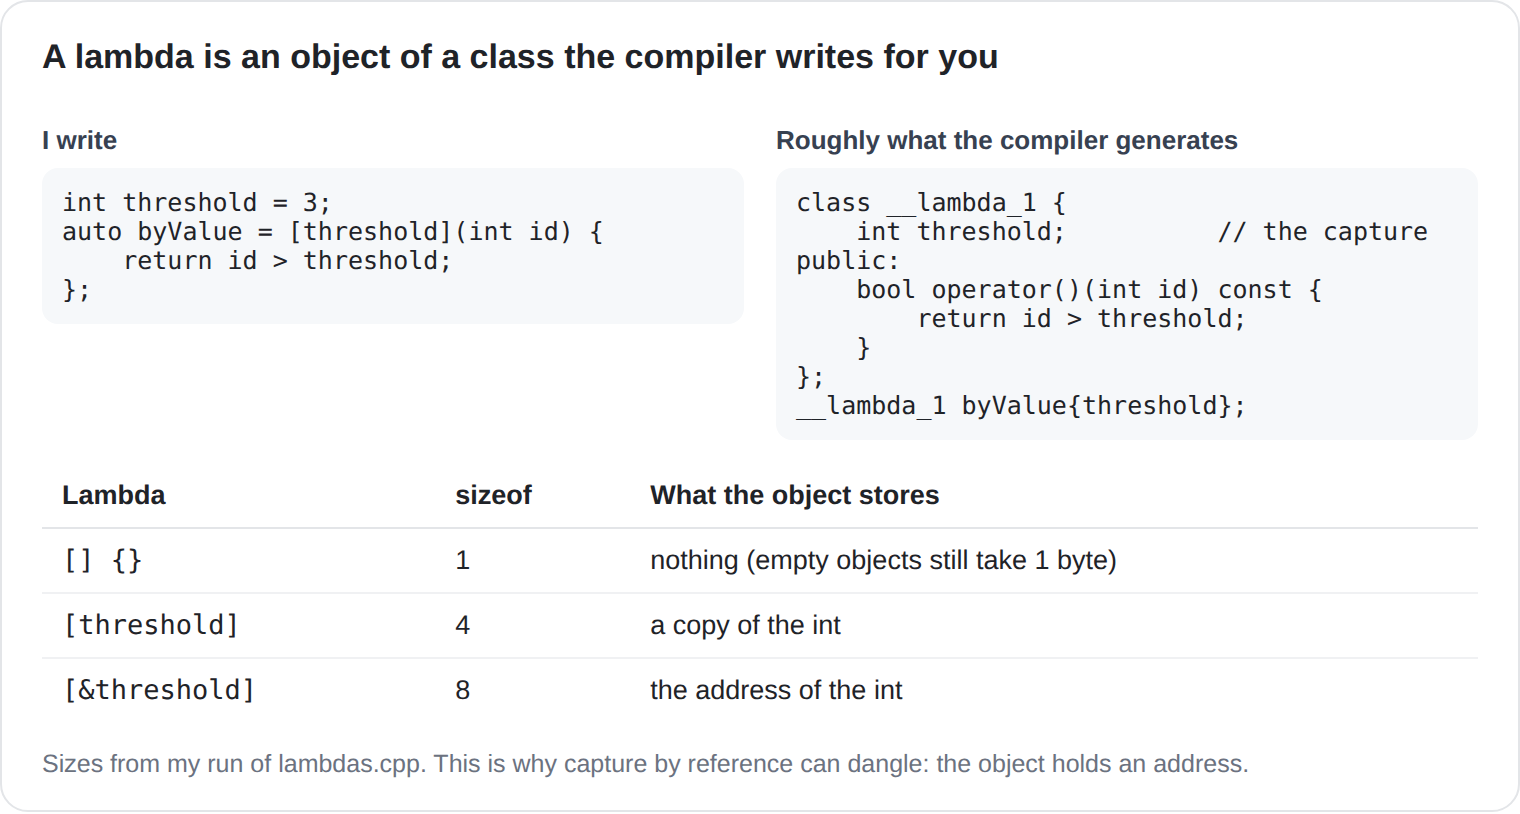 A lambda is an object of a class the compiler writes for you
I write
int threshold = 3;
auto byValue = [threshold](int id) {
    return id > threshold;
};
Roughly what the compiler generates
class __lambda_1 {
    int threshold;          // the capture
public:
    bool operator()(int id) const {
        return id > threshold;
    }
};
__lambda_1 byValue{threshold};
Lambda sizeof What the object stores
[] {} 1 nothing (empty objects still take 1 byte)
[threshold] 4 a copy of the int
[&threshold] 8 the address of the int
Sizes from my run of lambdas.cpp. This is why capture by reference can dangle: the object holds an address.